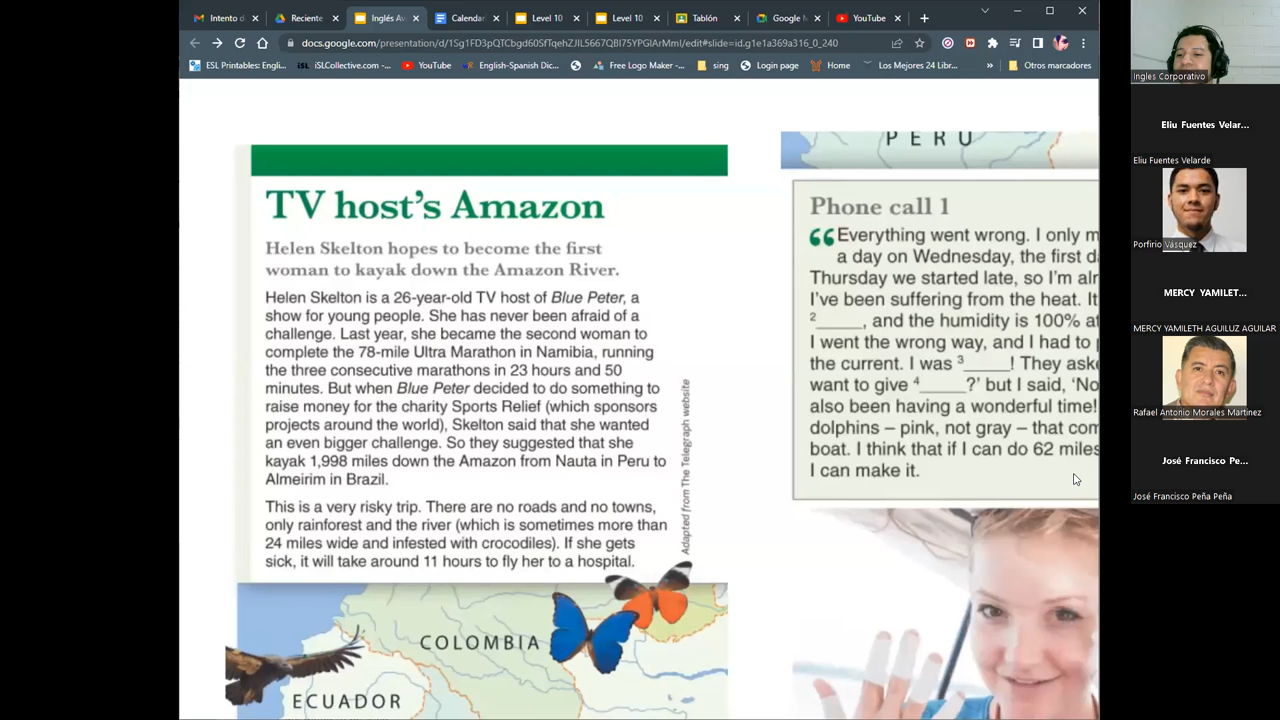 Intento d
Reciente
Inglés Av
Calendar
Level 10
Level 10
Tablón
Google M
YouTube
docs.google.com/presentation/d/1Sg1FD3pQTCbgd60SfTqehZJIL5667QBI75YPGIArMmI/edit#slide=id.g1e1a369a316_0_240
ESL Printables: Engli...
iSLCollective.com -...
YouTube
English-Spanish Dic...
Free Logo Maker -...
sing
Login page
Home
Los Mejores 24 Libr...
»
Otros marcadores
TV host's Amazon
Helen Skelton hopes to become the first
woman to kayak down the Amazon River.
Helen Skelton is a 26-year-old TV host of Blue Peter, a
show for young people. She has never been afraid of a
challenge. Last year, she became the second woman to
complete the 78-mile Ultra Marathon in Namibia, running
the three consecutive marathons in 23 hours and 50
minutes. But when Blue Peter decided to do something to
raise money for the charity Sports Relief (which sponsors
projects around the world), Skelton said that she wanted
an even bigger challenge. So they suggested that she
kayak 1,998 miles down the Amazon from Nauta in Peru to
Almeirim in Brazil.
This is a very risky trip. There are no roads and no towns,
only rainforest and the river (which is sometimes more than
24 miles wide and infested with crocodiles). If she gets
sick, it will take around 11 hours to fly her to a hospital.
Adapted from The Telegraph website
COLOMBIA
ECUADOR
PERU
Phone call 1
“Everything went wrong. I only m
a day on Wednesday, the first d
Thursday we started late, so I'm alr
I've been suffering from the heat. It
2_____, and the humidity is 100% at
I went the wrong way, and I had to p
the current. I was 3_____! They aske
want to give 4_____?' but I said, 'No
also been having a wonderful time!
dolphins – pink, not gray – that com
boat. I think that if I can do 62 miles
I can make it.
Ingles Corporativo
Eliu Fuentes Velar...
Eliu Fuentes Velarde
Porfirio Vásquez
MERCY YAMILET...
MERCY YAMILETH AGUILUZ AGUILAR
Rafael Antonio Morales Martinez
José Francisco Pe...
José Francisco Peña Peña